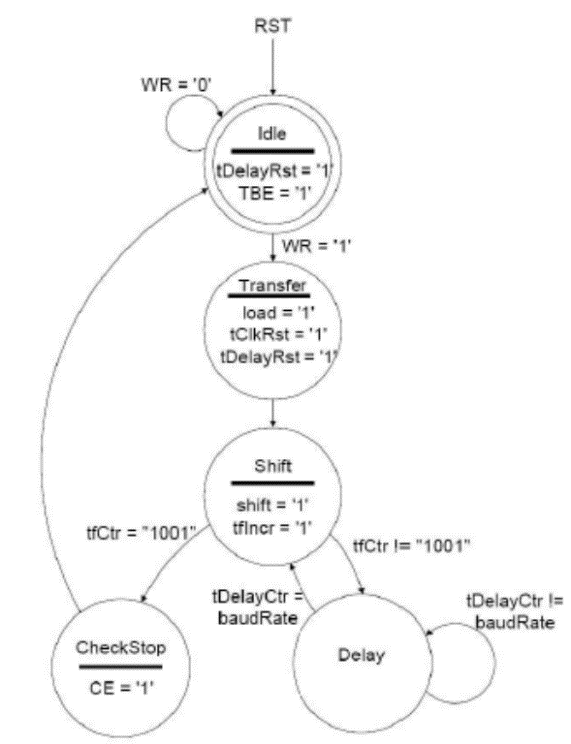 RST
WR = '0'
Idle
tDelayRst = '1'
TBE = '1'
WR = '1'
Transfer
load = '1'
tClkRst = '1'
tDelayRst = '1'
Shift
shift = '1'
tfIncr = '1'
tfCtr = "1001"
tfCtr != "1001"
tDelayCtr =
baudRate
tDelayCtr !=
baudRate
CheckStop
CE = '1'
Delay